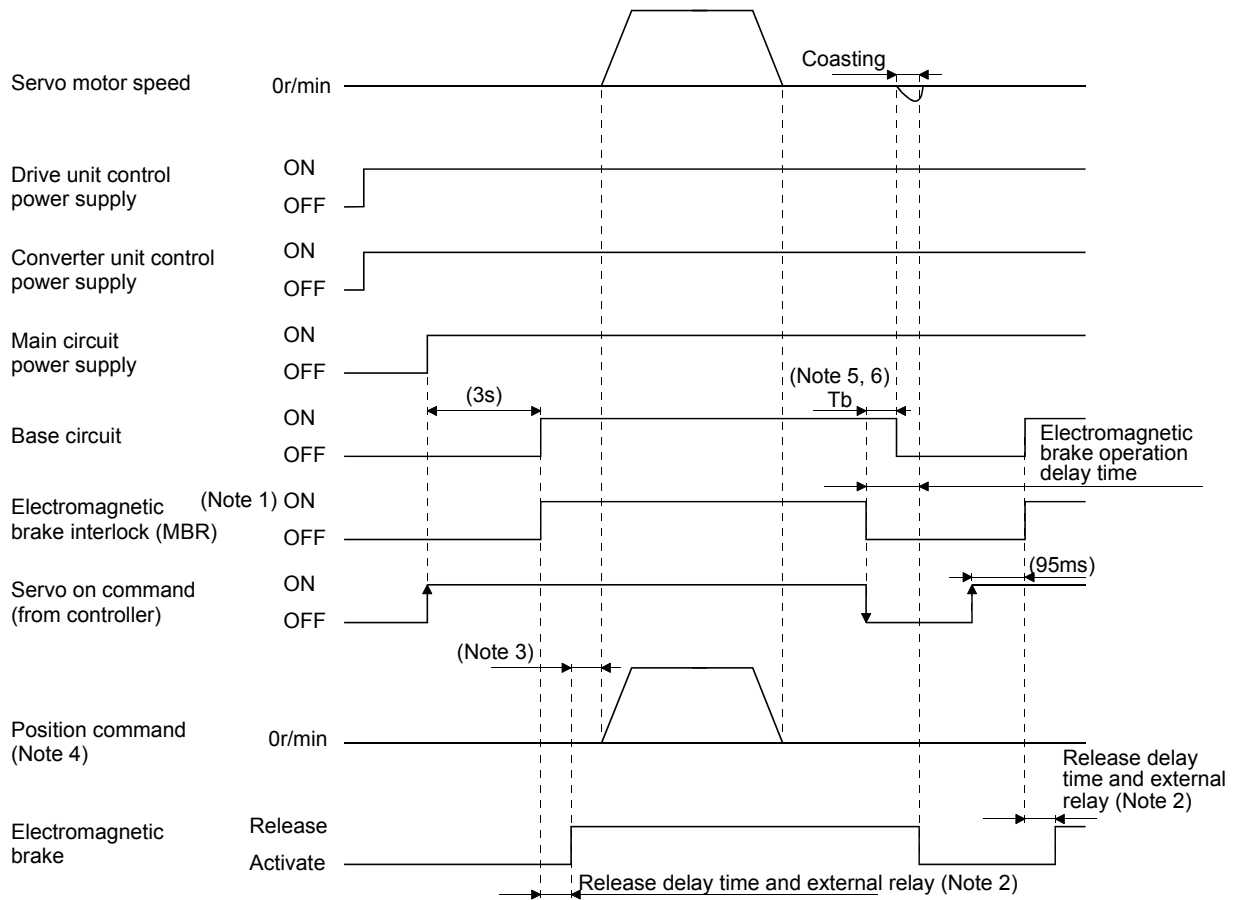 Coasting
Servo motor speed
0r/min
Drive unit control
power supply
ON
OFF
Converter unit control
power supply
ON
OFF
Main circuit
power supply
ON
OFF
(3s)
(Note 5, 6)
Tb
Base circuit
ON
OFF
Electromagnetic
brake operation
delay time
Electromagnetic
brake interlock (MBR)
(Note 1) ON
OFF
(95ms)
Servo on command
(from controller)
ON
OFF
(Note 3)
Position command
(Note 4)
0r/min
Release delay
time and external
relay (Note 2)
Electromagnetic
brake
Release
Activate
Release delay time and external relay (Note 2)